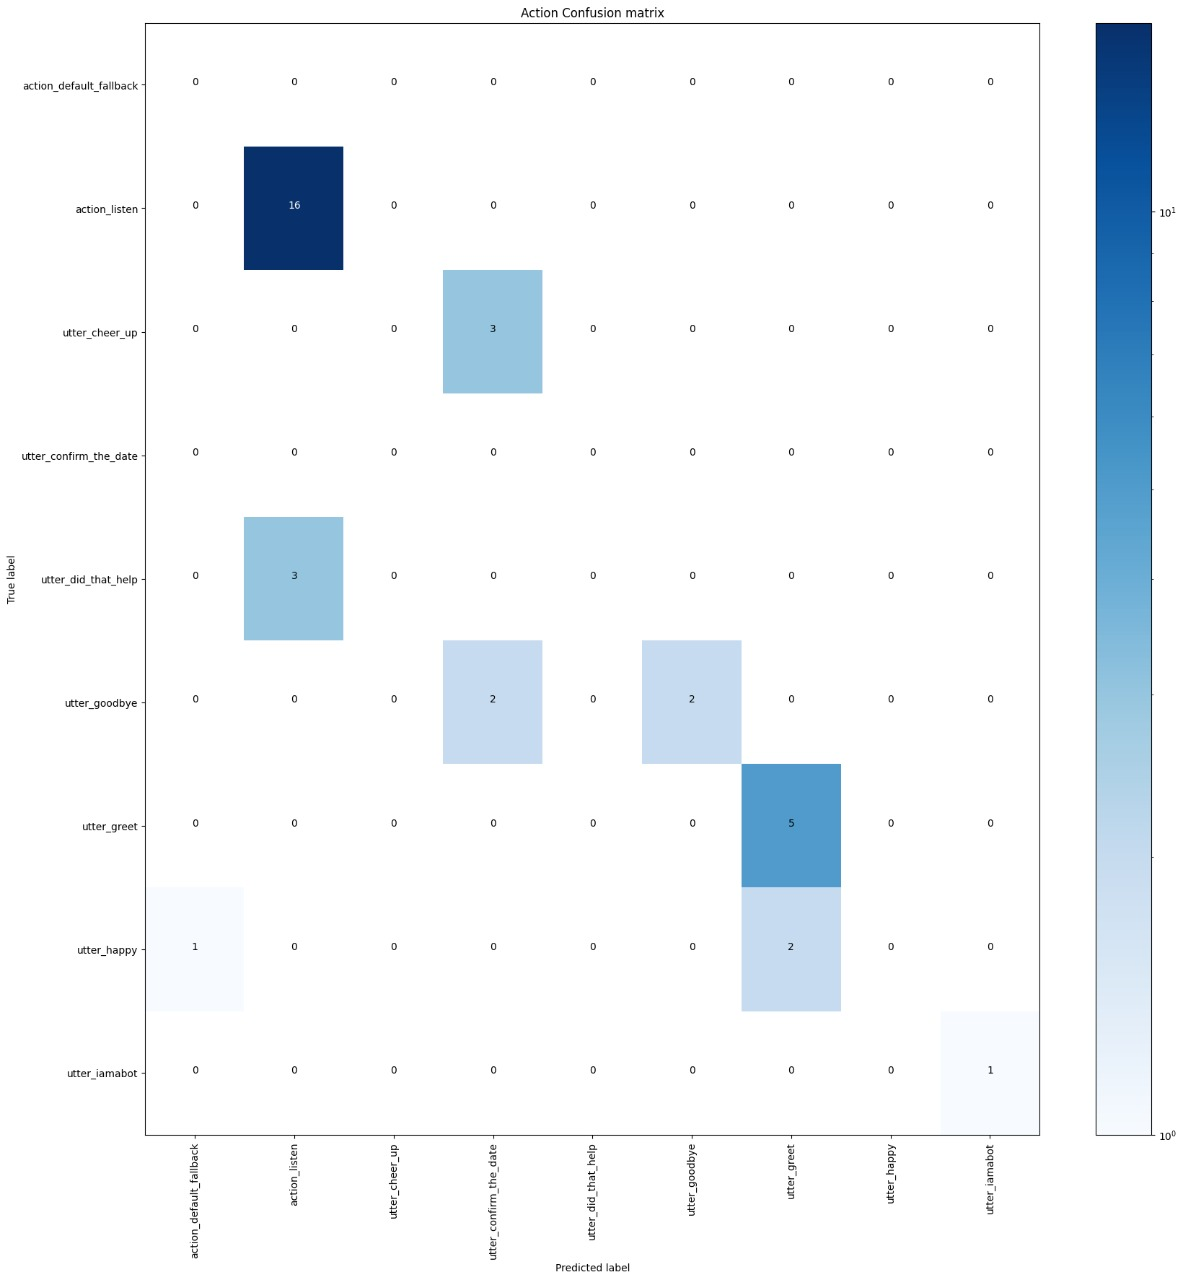 Action Confusion matrix
action_default_fallback 0 0 0 0 0 0 0 0 0
action_listen 0 16 0 0 0 0 0 0 0
10¹
utter_cheer_up 0 0 0 3 0 0 0 0 0
utter_confirm_the_date 0 0 0 0 0 0 0 0 0
True label
utter_did_that_help 0 3 0 0 0 0 0 0 0
utter_goodbye 0 0 0 2 0 2 0 0 0
utter_greet 0 0 0 0 0 0 5 0 0
utter_happy 1 0 0 0 0 0 2 0 0
utter_iamabot 0 0 0 0 0 0 0 0 1
10⁰
action_default_fallback
action_listen
utter_cheer_up
utter_confirm_the_date
utter_did_that_help
utter_goodbye
utter_greet
utter_happy
utter_iamabot
Predicted label